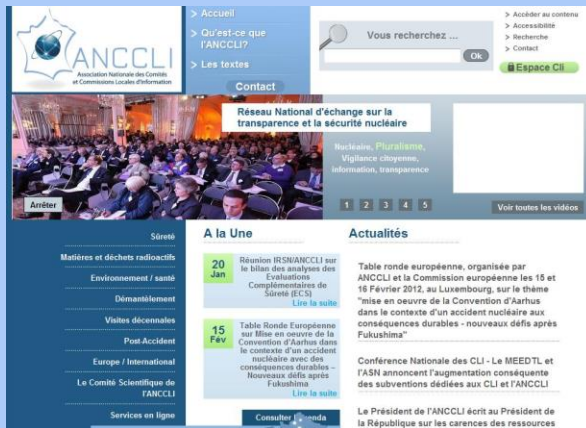 ANCCLI
Association Nationale des Comités
et Commissions Locales d'Information
> Accueil
> Qu'est-ce que
l'ANCCLI?
> Les textes
Contact
Vous recherchez ...
Ok
> Accéder au contenu
> Accessibilité
> Recherche
> Contact
Espace Cli
Réseau National d'échange sur la
transparence et la sécurité nucléaire
Nucléaire, Pluralisme,
Vigilance citoyenne,
information, transparence
Arrêter
1 2 3 4 5
Voir toutes les vidéos
Sûreté
Matières et déchets radioactifs
Environnement / santé
Démantèlement
Visites décennales
Post-Accident
Europe / International
Le Comité Scientifique de
l'ANCCLI
Services en ligne
A la Une
20
Jan
Réunion IRSN/ANCCLI sur
le bilan des analyses des
Evaluations
Complémentaires de
Sûreté (ECS)
Lire la suite
15
Fév
Table Ronde Européenne
sur Mise en oeuvre de la
Convention d'Aarhus dans
le contexte d'un accident
nucléaire avec des
conséquences durables –
Nouveaux défis après
Fukushima
Lire la suite
Consulter
Actualités
Table ronde européenne, organisée par
ANCCLI et la Commission européenne les 15 et
16 Février 2012, au Luxembourg, sur le thème
"mise en oeuvre de la Convention d'Aarhus
dans le contexte d'un accident nucléaire aux
conséquences durables - nouveaux défis après
Fukushima"
Conférence Nationale des CLI - Le MEEDTL et
l'ASN annoncent l'augmentation conséquente
des subventions dédiées aux CLI et l'ANCCLI
Le Président de l'ANCCLI écrit au Président de
la République sur les carences des ressources